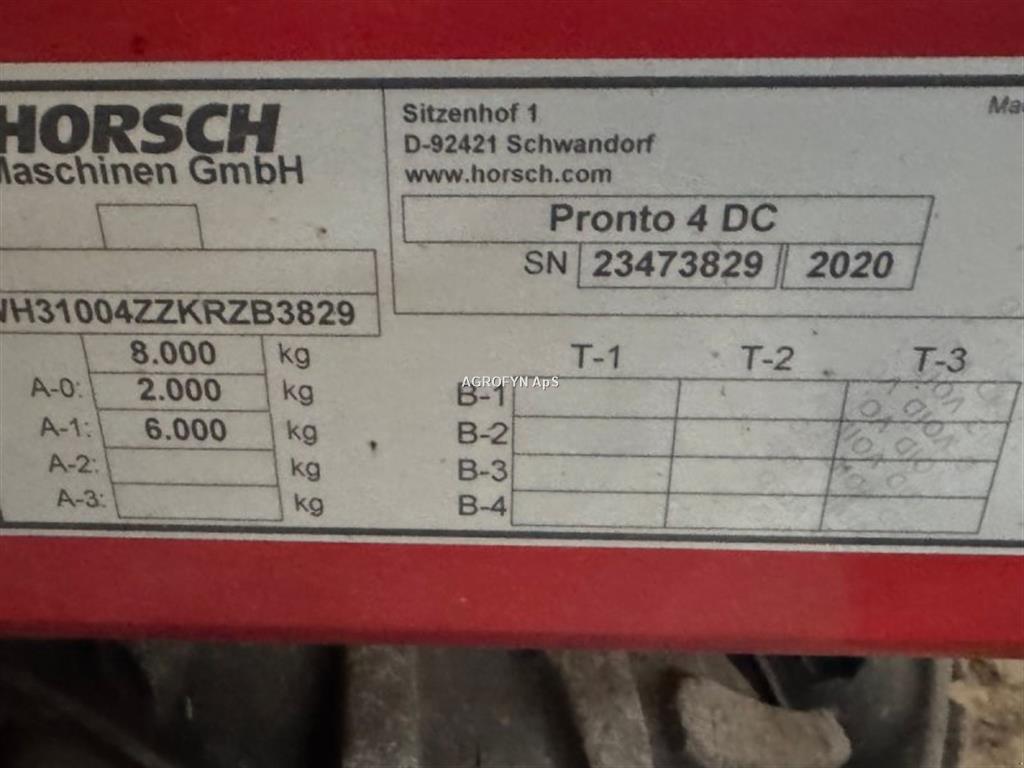 HORSCH
Maschinen GmbH
Sitzenhof 1
D-92421 Schwandorf
www.horsch.com
Pronto 4 DC
SN 23473829 2020
WH31004ZZKRZB3829
8.000 kg
A-0: 2.000 kg
A-1: 6.000 kg
A-2: kg
A-3: kg
T-1 T-2 T-3
B-1
B-2
B-3
B-4
AGROFYN ApS
VOID
VOID